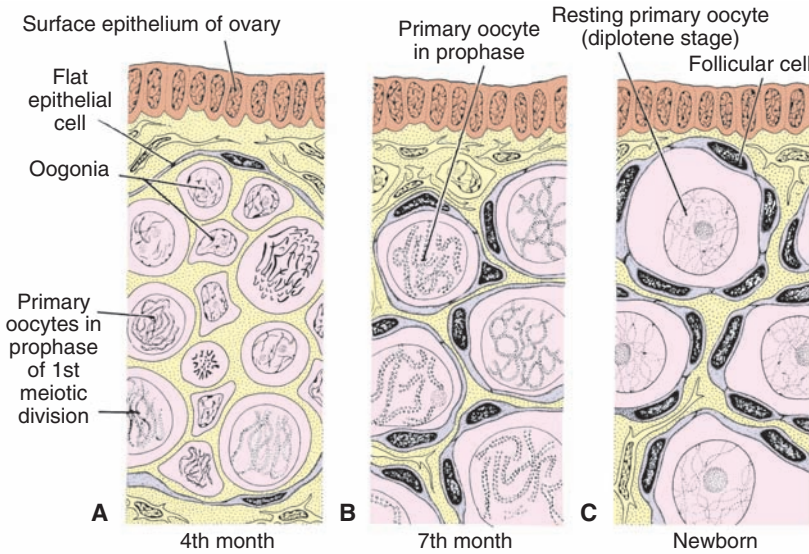 Surface epithelium of ovary
Flat
epithelial
cell
Oogonia
Primary
oocytes in
prophase
of 1st
meiotic
division
Primary oocyte
in prophase
Resting primary oocyte
(diplotene stage)
Follicular cell
A
4th month
B
7th month
C
Newborn